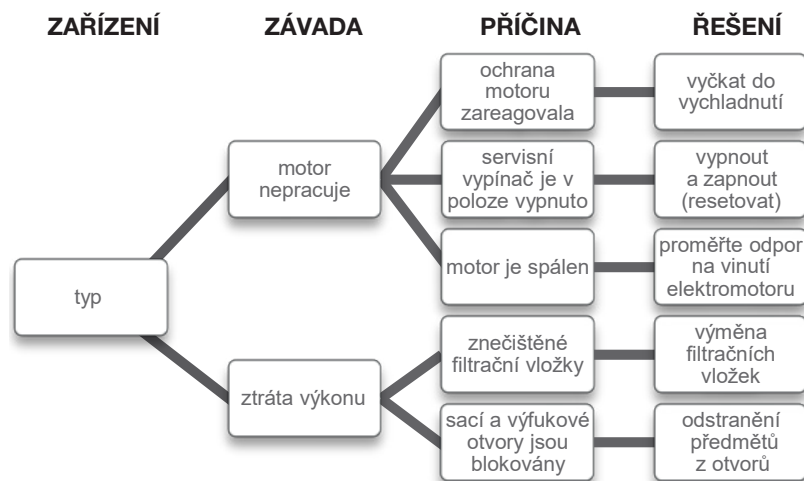 ZAŘÍZENÍ
ZÁVADA
PŘÍČINA
ŘEŠENÍ
typ
motor
nepracuje
ztráta výkonu
ochrana
motoru
zareagovala
servisní
vypínač je v
poloze vypnuto
motor je spálen
znečištěné
filtrační vložky
sací a výfukové
otvory jsou
blokovány
vyčkat do
vychladnutí
vypnout
a zapnout
(resetovat)
proměřte odpor
na vinutí
elektromotoru
výměna
filtračních
vložek
odstranění
předmětů
z otvorů